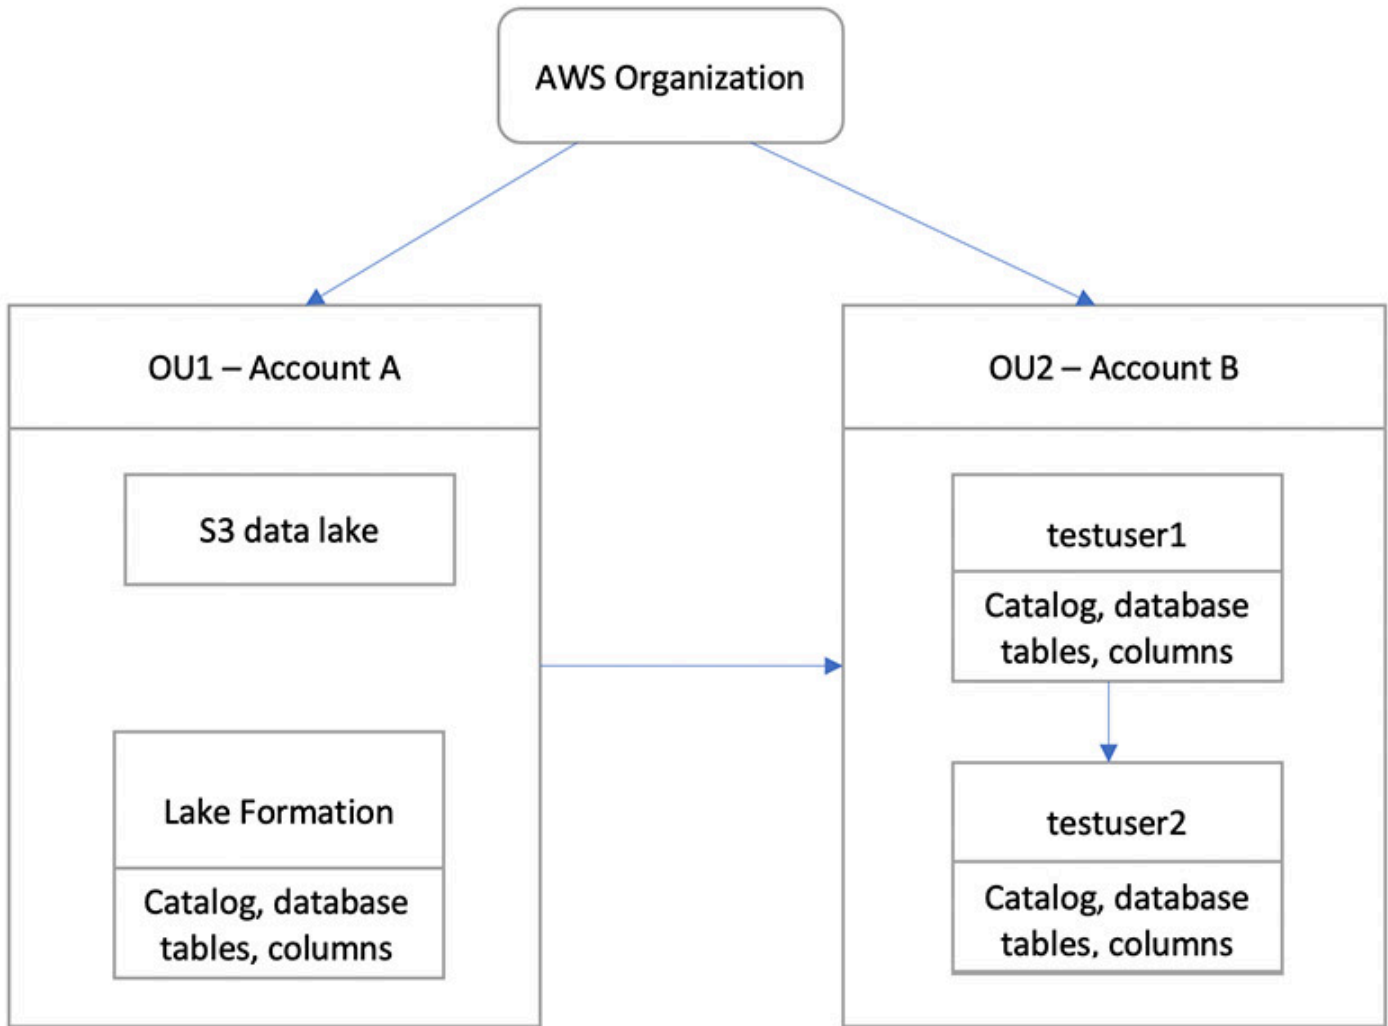 AWS Organization
OU1 – Account A
S3 data lake
Lake Formation
Catalog, database
tables, columns
OU2 – Account B
testuser1
Catalog, database
tables, columns
testuser2
Catalog, database
tables, columns